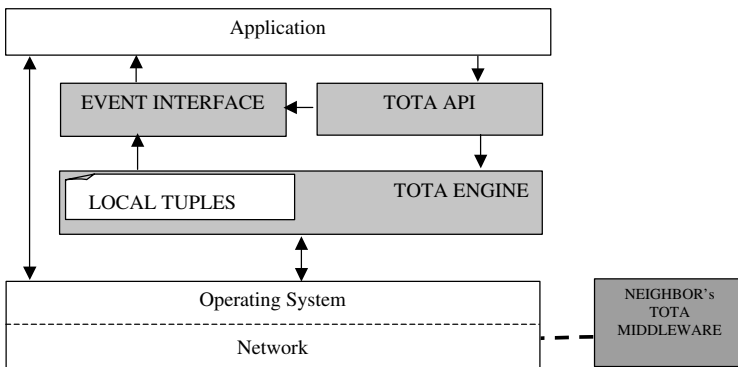 Application
EVENT INTERFACE
TOTA API
TOTA ENGINE
LOCAL TUPLES
Operating System
Network
NEIGHBOR's
TOTA
MIDDLEWARE